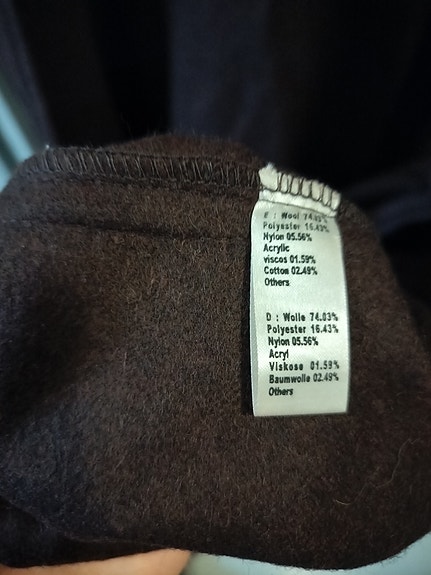 E : Wool 74.03%
Polyester 16.43%
Nylon 05.56%
Acrylic
viscos 01.59%
Cotton 02.49%
Others
D : Wolle 74.03%
Polyester 16.43%
Nylon 05.56%
Acryl
Viskose 01.59%
Baumwolle 02.49%
Others